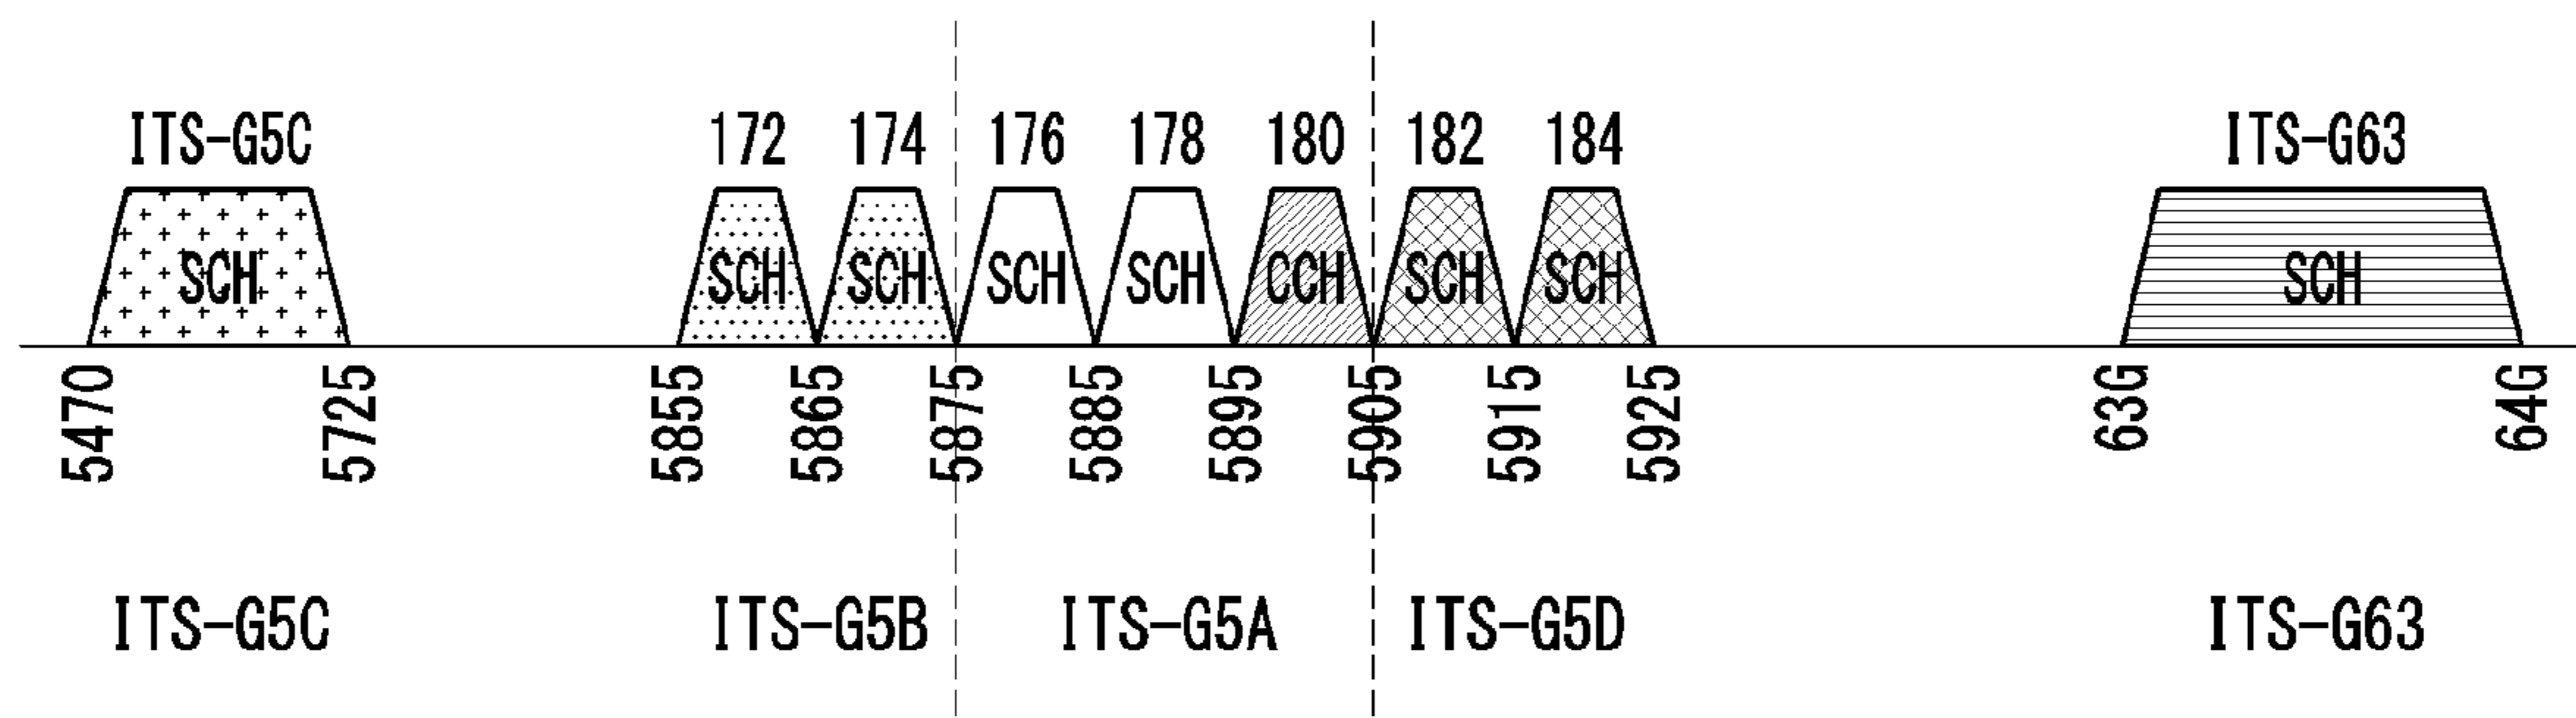 ITS-G5C 172 174 176 178 180 182 184 ITS-G63
SCH SCH SCH SCH SCH CCH SCH SCH SCH
5470 5725 5855 5865 5875 5885 5895 5905 5915 5925 63G 64G
ITS-G5C ITS-G5B ITS-G5A ITS-G5D ITS-G63